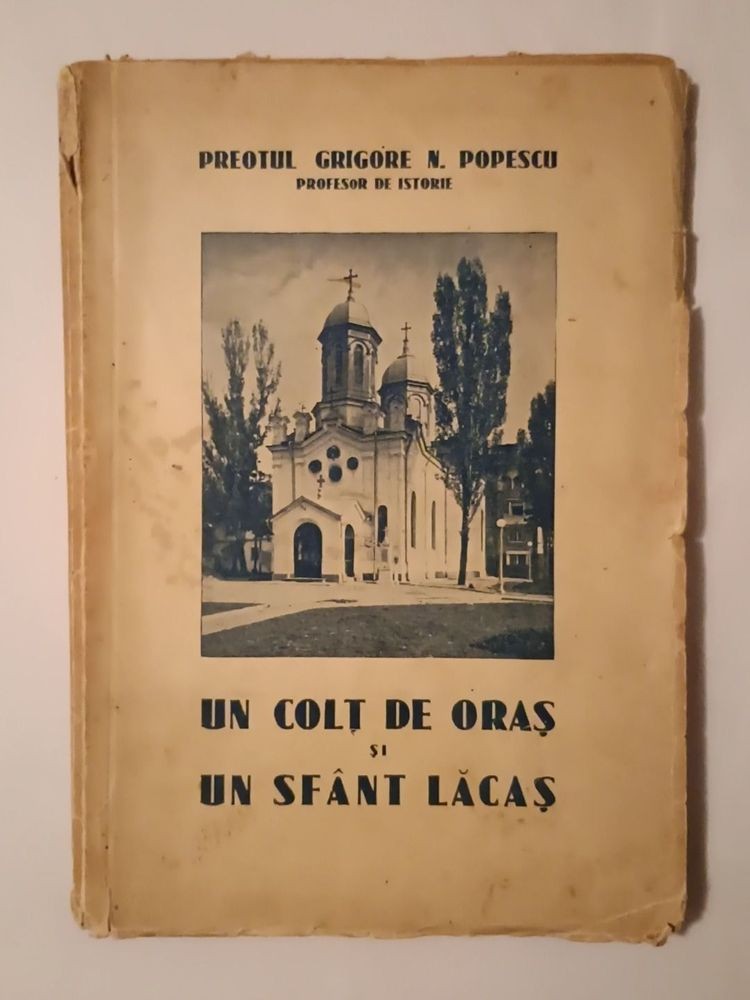 PREOTUL GRIGORE N. POPESCU
PROFESOR DE ISTORIE
UN COLȚ DE ORAȘ
ȘI
UN SFÂNT LĂCAȘ